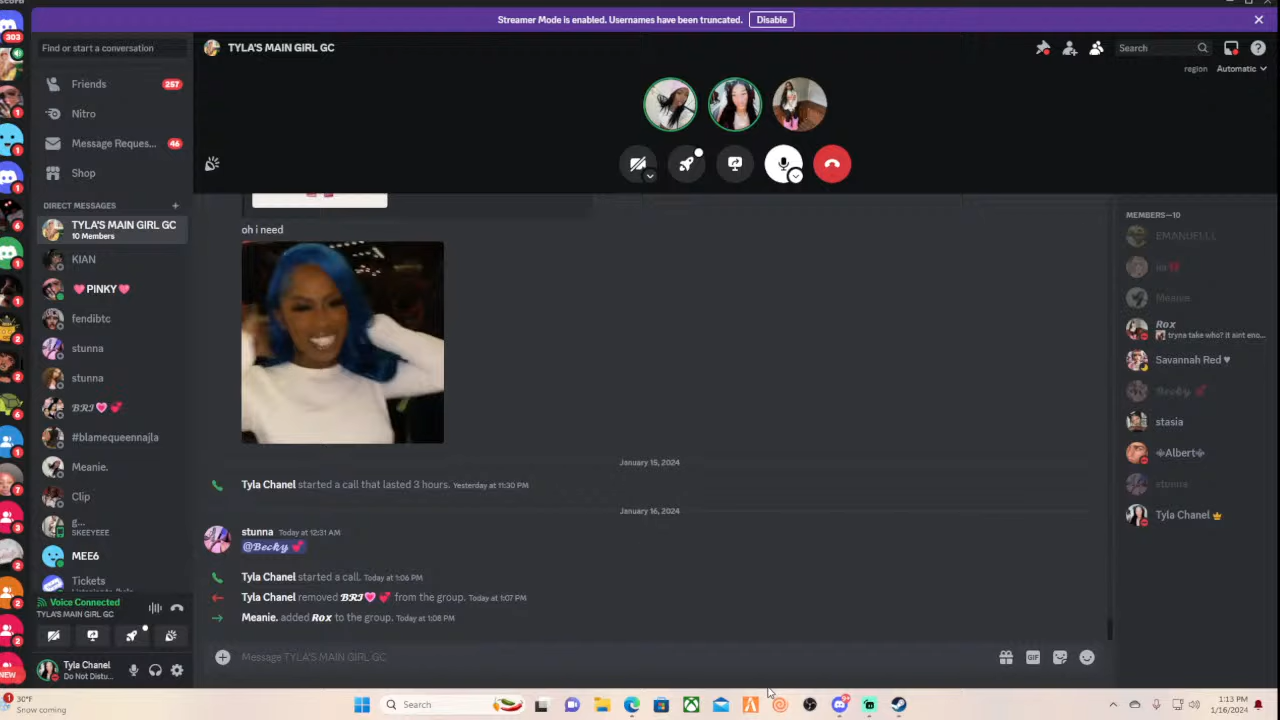 Discord
Streamer Mode is enabled. Usernames have been truncated. Disable
303
Find or start a conversation
TYLA'S MAIN GIRL GC
Search
region Automatic
Friends 257
Nitro
Message Reques... 46
Shop
DIRECT MESSAGES +
TYLA'S MAIN GIRL GC
10 Members
KIAN
💗PINKY💗
fendibtc
stunna
stunna
𝓑𝓡𝓘💗💕
#blamequeennajla
Meanie.
Clip
g...
SKEEYEEE
MEE6
Tickets
oh i need
January 15, 2024
Tyla Chanel started a call that lasted 3 hours. Yesterday at 11:30 PM
January 16, 2024
stunna Today at 12:31 AM
@𝓑𝓮𝓬𝓴𝔂 💕
Tyla Chanel started a call. Today at 1:06 PM
Tyla Chanel removed 𝓑𝓡𝓘💗💕 from the group. Today at 1:07 PM
Meanie. added 𝑹𝒐𝒙 to the group. Today at 1:08 PM
Message TYLA'S MAIN GIRL GC
GIF
MEMBERS—10
EMANUELLL
Meanie.
𝑹𝒐𝒙
tryna take who? it aint eno...
Savannah Red ♥
𝓑𝓮𝓬𝓴𝔂 💕
stasia
Albert
stunna
Tyla Chanel
Voice Connected
TYLA'S MAIN GIRL GC
Tyla Chanel
Do Not Distu...
NEW
30°F
Snow coming
Search
1:13 PM
1/16/2024